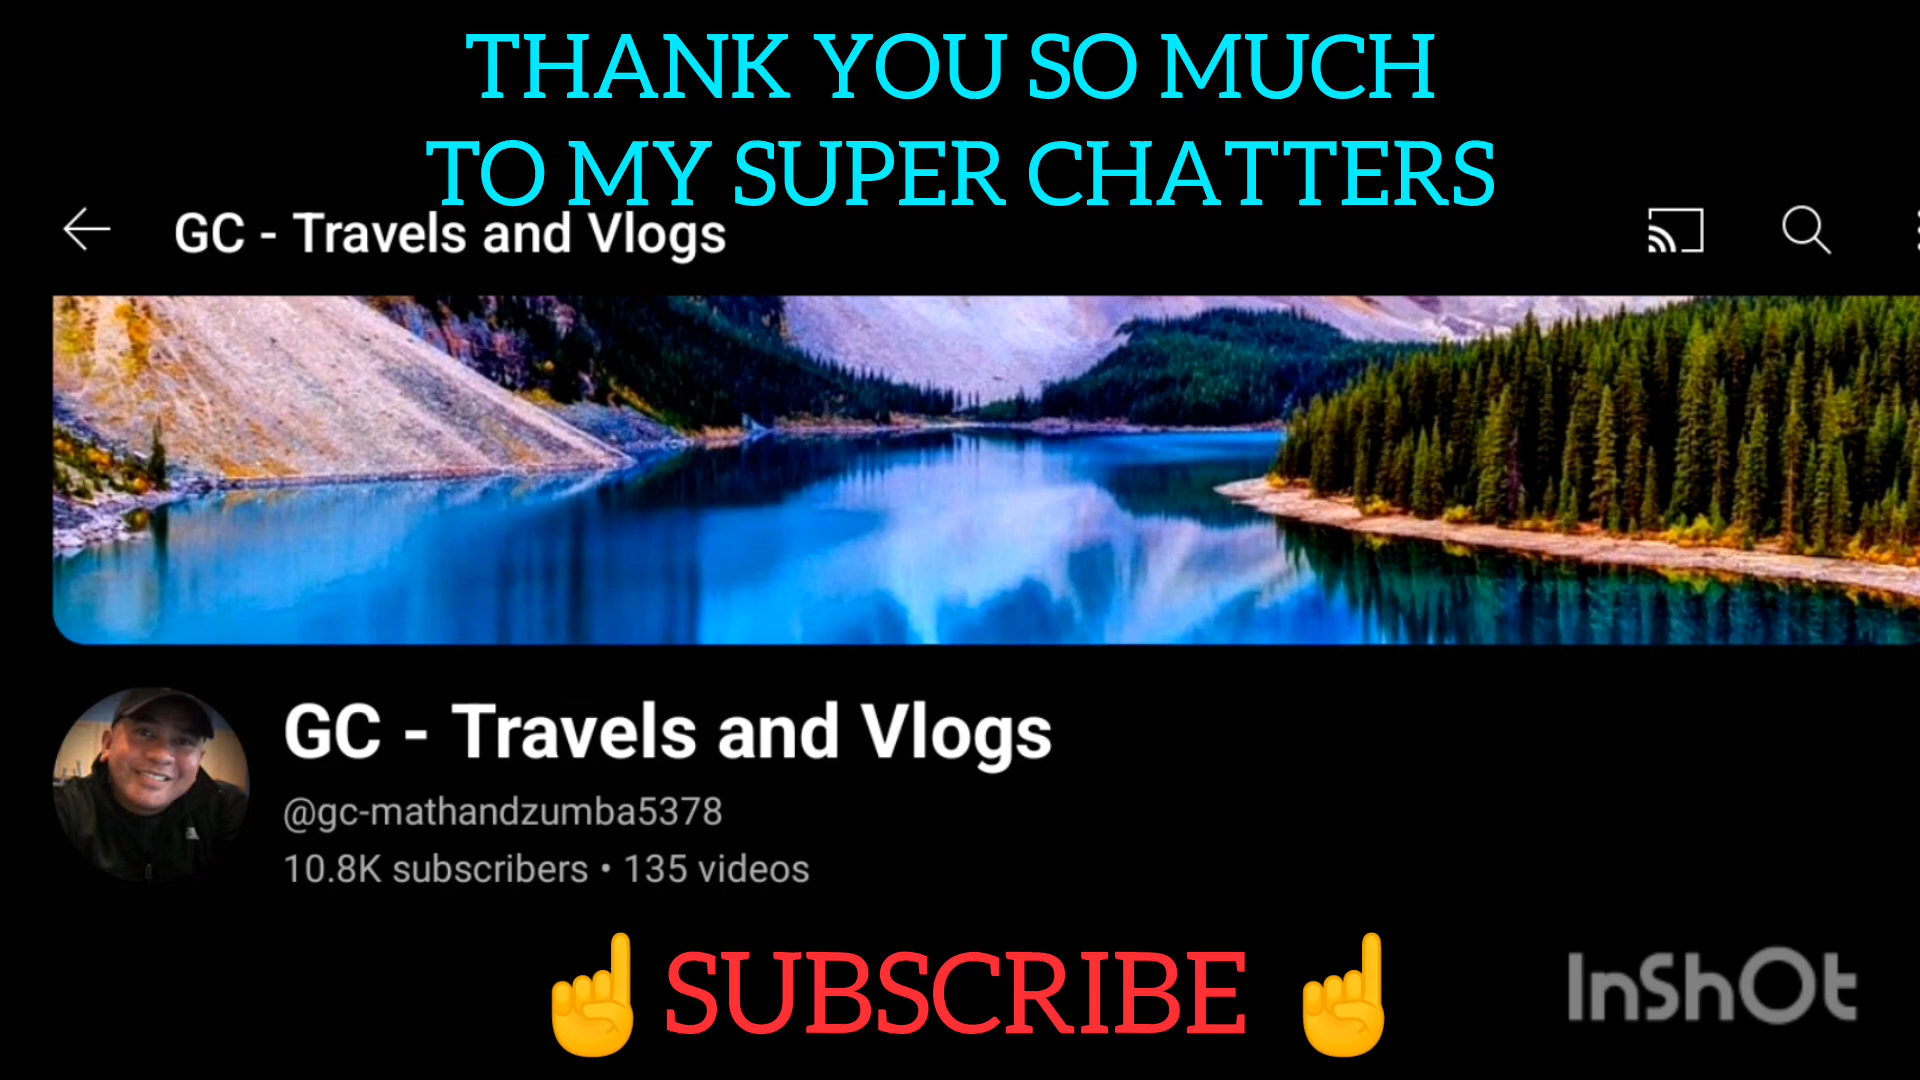 THANK YOU SO MUCH
TO MY SUPER CHATTERS
GC - Travels and Vlogs
GC - Travels and Vlogs
@gc-mathandzumba5378
10.8K subscribers • 135 videos
☝SUBSCRIBE ☝
InShOt